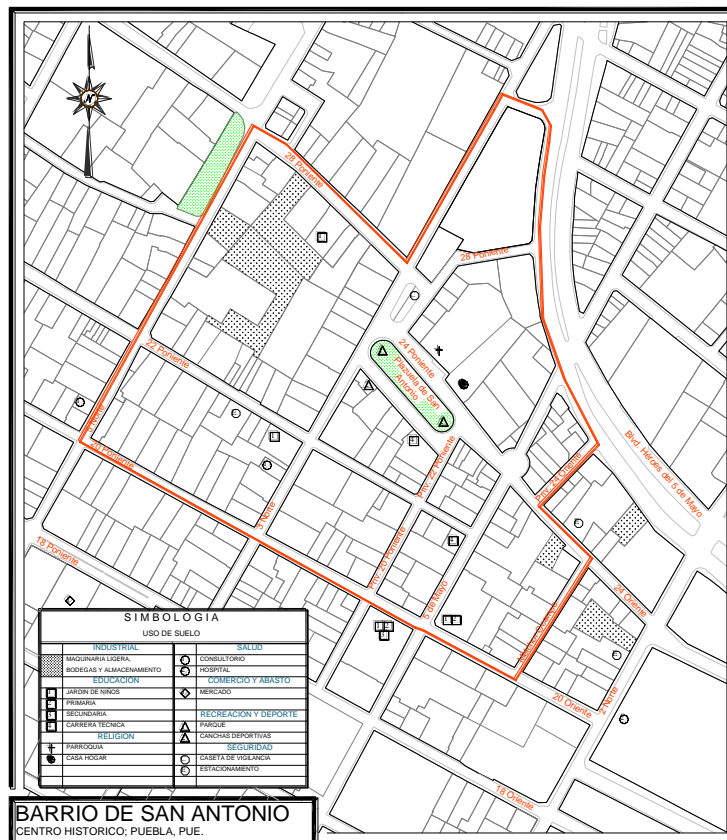 N
28 Poniente
28 Poniente
24 Poniente
Plazuela de San
Antonio
22 Poniente
5 Norte
20 Poniente
3 Norte
18 Poniente
Priv. 22 Poniente
Priv. 20 Poniente
5 de Mayo
Priv. 24 Oriente
Blvd. Héroes del 5 de Mayo
24 Oriente
20 Oriente
2 Norte
18 Oriente
SIMBOLOGIA
USO DE SUELO
INDUSTRIAL
MAQUINARIA LIGERA,
BODEGAS Y ALMACENAMIENTO
EDUCACION
JARDIN DE NIÑOS
PRIMARIA
SECUNDARIA
CARRERA TECNICA
RELIGION
PARROQUIA
CASA HOGAR
SALUD
CONSULTORIO
HOSPITAL
COMERCIO Y ABASTO
MERCADO
RECREACION Y DEPORTE
PARQUE
CANCHAS DEPORTIVAS
SEGURIDAD
CASETA DE VIGILANCIA
ESTACIONAMIENTO
BARRIO DE SAN ANTONIO
CENTRO HISTORICO; PUEBLA, PUE.